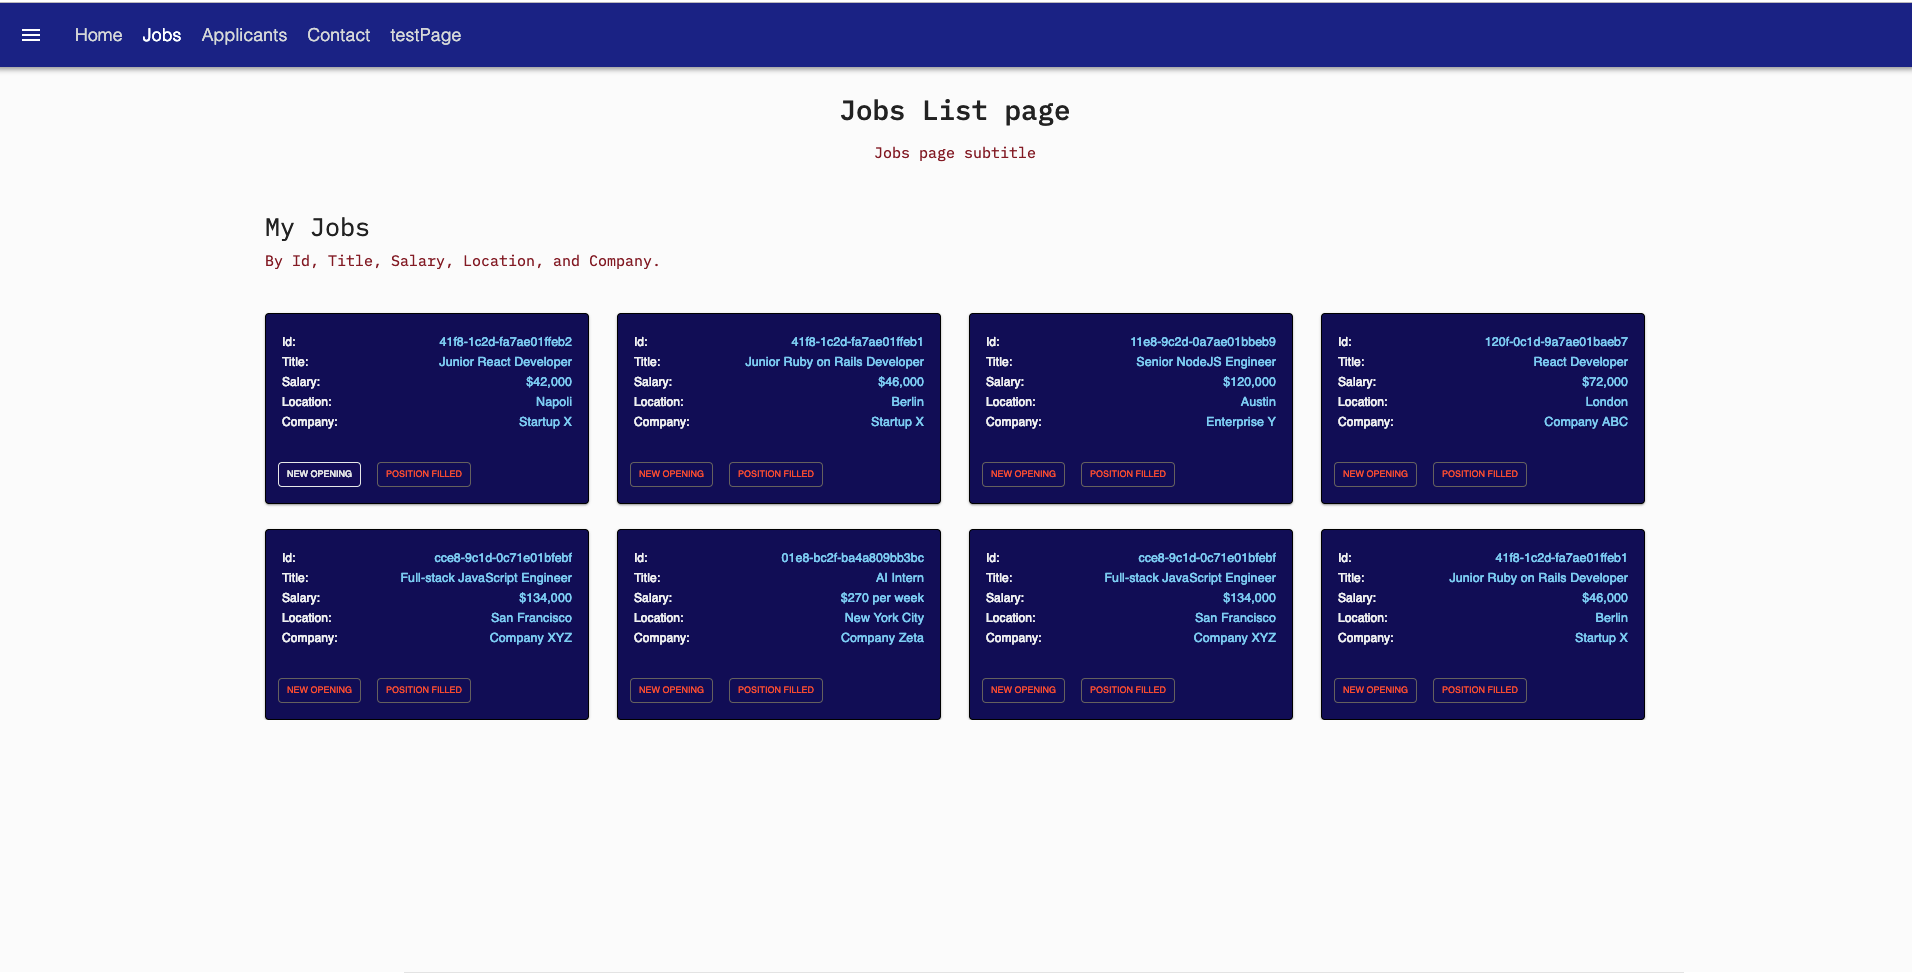 Home Jobs Applicants Contact testPage
Jobs List page
Jobs page subtitle
My Jobs
By Id, Title, Salary, Location, and Company.
Id: 41f8-1c2d-fa7ae01ffeb2
Title: Junior React Developer
Salary: $42,000
Location: Napoli
Company: Startup X
NEW OPENING POSITION FILLED
Id: 41f8-1c2d-fa7ae01ffeb1
Title: Junior Ruby on Rails Developer
Salary: $46,000
Location: Berlin
Company: Startup X
NEW OPENING POSITION FILLED
Id: 11e8-9c2d-0a7ae01bbeb9
Title: Senior NodeJS Engineer
Salary: $120,000
Location: Austin
Company: Enterprise Y
NEW OPENING POSITION FILLED
Id: 120f-0c1d-9a7ae01baeb7
Title: React Developer
Salary: $72,000
Location: London
Company: Company ABC
NEW OPENING POSITION FILLED
Id: cce8-9c1d-0c71e01bfebf
Title: Full-stack JavaScript Engineer
Salary: $134,000
Location: San Francisco
Company: Company XYZ
NEW OPENING POSITION FILLED
Id: 01e8-bc2f-ba4a809bb3bc
Title: AI Intern
Salary: $270 per week
Location: New York City
Company: Company Zeta
NEW OPENING POSITION FILLED
Id: cce8-9c1d-0c71e01bfebf
Title: Full-stack JavaScript Engineer
Salary: $134,000
Location: San Francisco
Company: Company XYZ
NEW OPENING POSITION FILLED
Id: 41f8-1c2d-fa7ae01ffeb1
Title: Junior Ruby on Rails Developer
Salary: $46,000
Location: Berlin
Company: Startup X
NEW OPENING POSITION FILLED